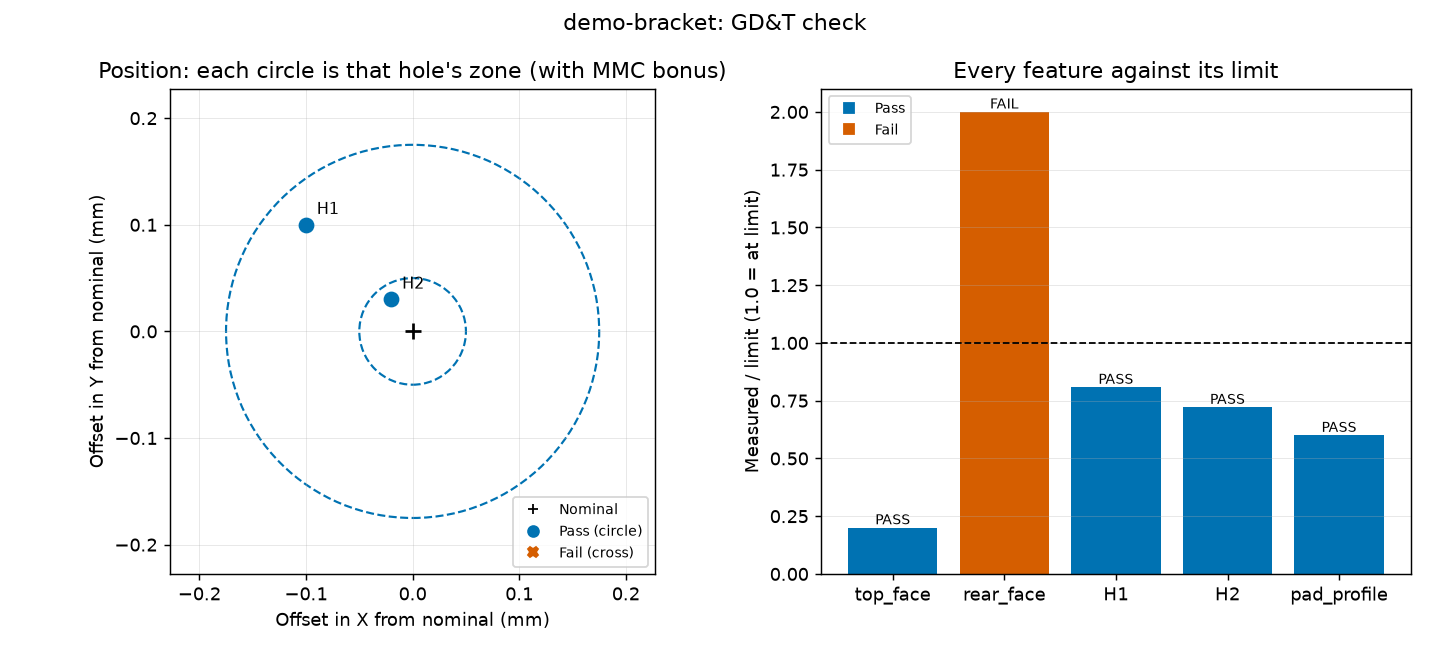 demo-bracket: GD&T check
Position: each circle is that hole's zone (with MMC bonus)
0.2
0.1
0.0
−0.1
−0.2
Offset in Y from nominal (mm)
H1
H2
Nominal
Pass (circle)
Fail (cross)
−0.2
−0.1
0.0
0.1
0.2
Offset in X from nominal (mm)
Every feature against its limit
2.00
1.75
1.50
1.25
1.00
0.75
0.50
0.25
0.00
Measured / limit (1.0 = at limit)
Pass
Fail
PASS
FAIL
PASS
PASS
PASS
top_face
rear_face
H1
H2
pad_profile